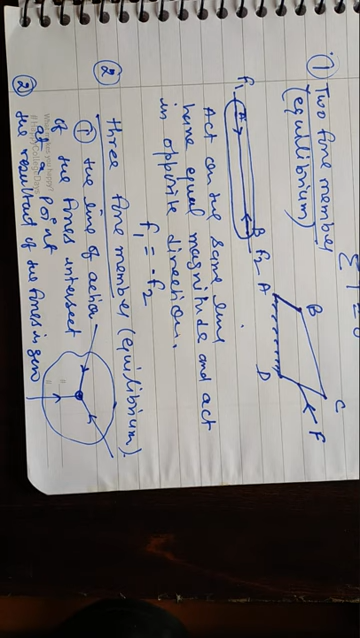 ΣT = 0
1) Two force member
(equilibrium)
B
C
F
A
D
f1
A
B f2
Act on the same line
have equal magnitude and act
in opposite direction.
f1 = -f2
2) three force member (equilibrium).
① the line of action
of the forces intersect
at a point
② the resultant of the forces is zero